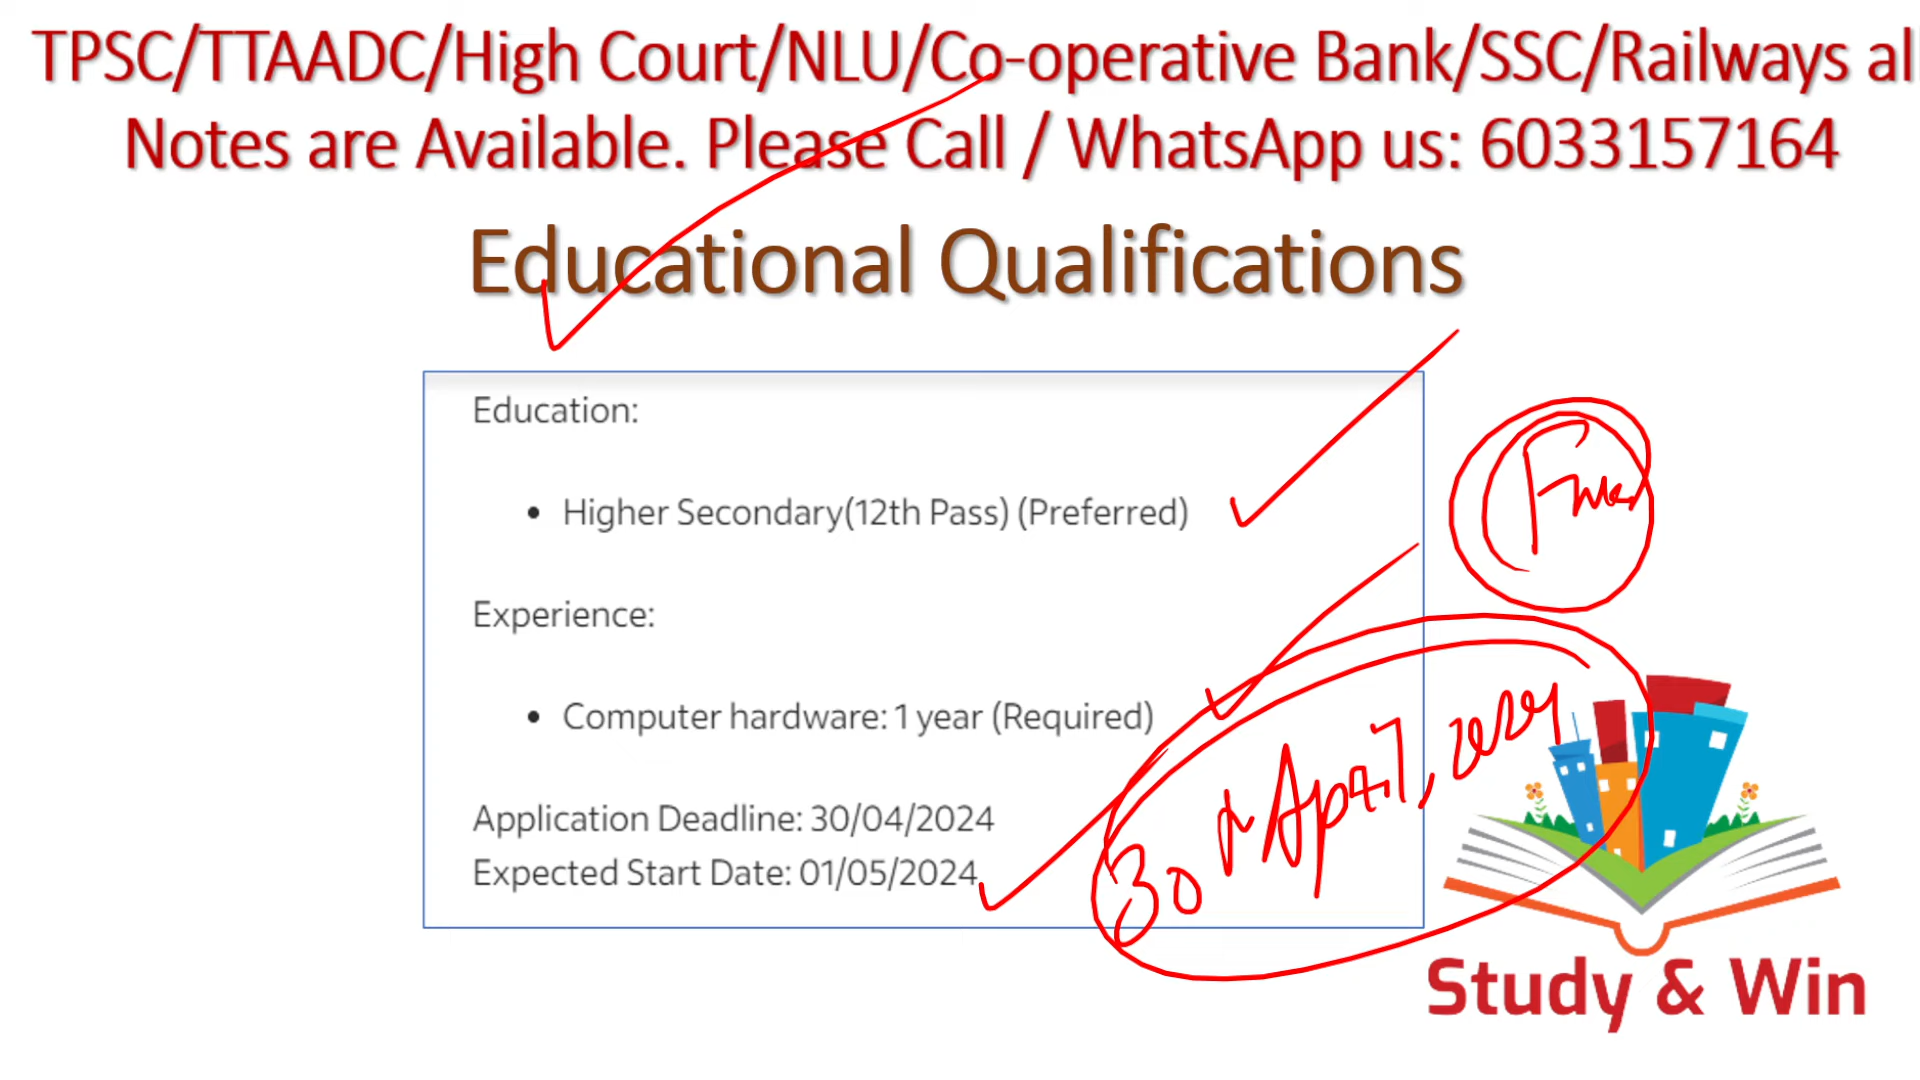 TPSC/TTAADC/High Court/NLU/Co-operative Bank/SSC/Railways al
Notes are Available. Please Call / WhatsApp us: 6033157164
Educational Qualifications
Education:
• Higher Secondary(12th Pass) (Preferred)
Experience:
• Computer hardware: 1 year (Required)
Application Deadline: 30/04/2024
Expected Start Date: 01/05/2024
30th April, 2024
Study & Win